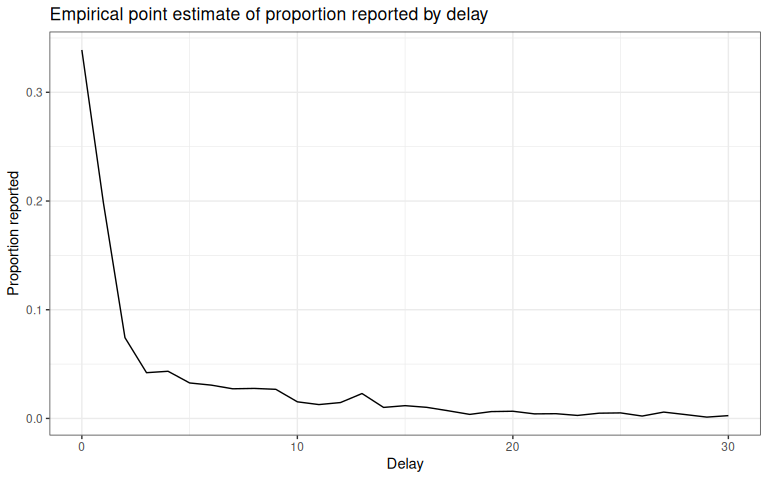 Empirical point estimate of proportion reported by delay
Proportion reported
0.3
0.2
0.1
0.0
0 10 20 30
Delay